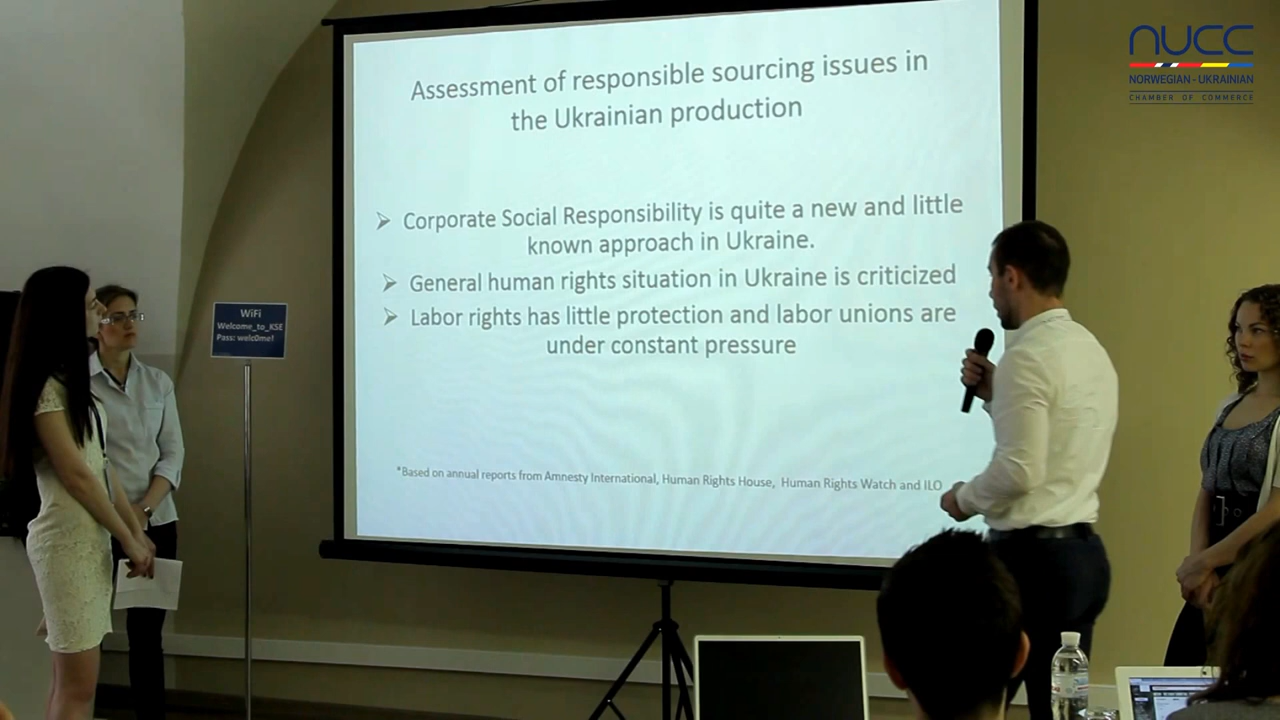 Assessment of responsible sourcing issues in
the Ukrainian production
Corporate Social Responsibility is quite a new and little
known approach in Ukraine.
General human rights situation in Ukraine is criticized
Labor rights has little protection and labor unions are
under constant pressure
*Based on annual reports from Amnesty International, Human Rights House, Human Rights Watch and ILO
WiFi
Welcome_to_KSE
Pass: welc0me!
NUCC
NORWEGIAN - UKRAINIAN
CHAMBER OF COMMERCE